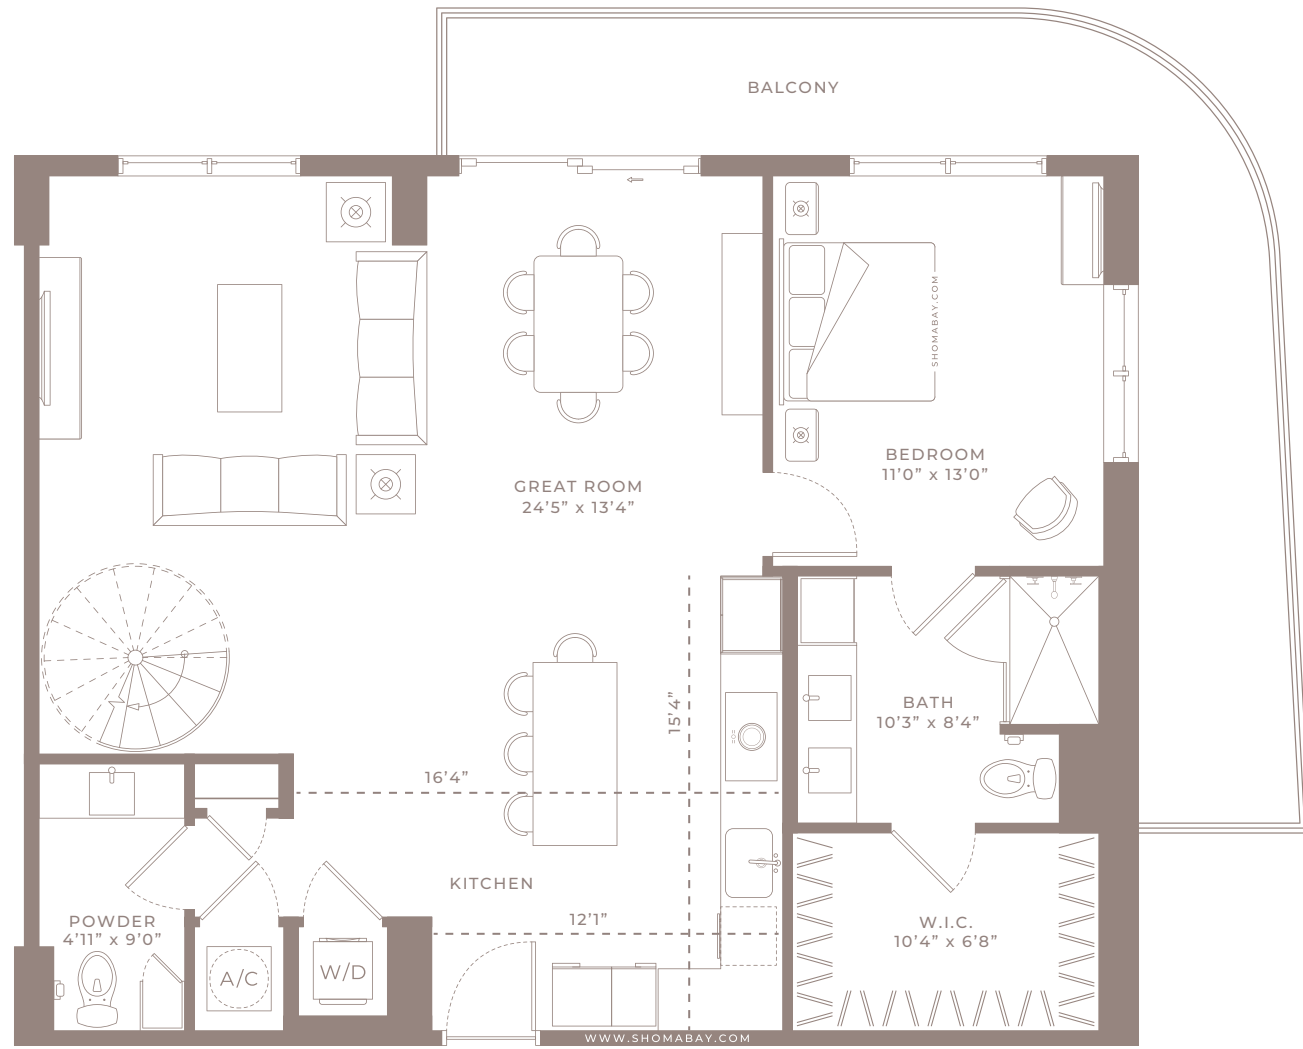 BALCONY
SHOMABAY.COM
BEDROOM
11’0” x 13’0”
GREAT ROOM
24’5” x 13’4”
15’4”
BATH
10’3” x 8’4”
16’4”
KITCHEN
12’1”
POWDER
4’11” x 9’0”
A/C
W/D
W.I.C.
10’4” x 6’8”
WWW.SHOMABAY.COM